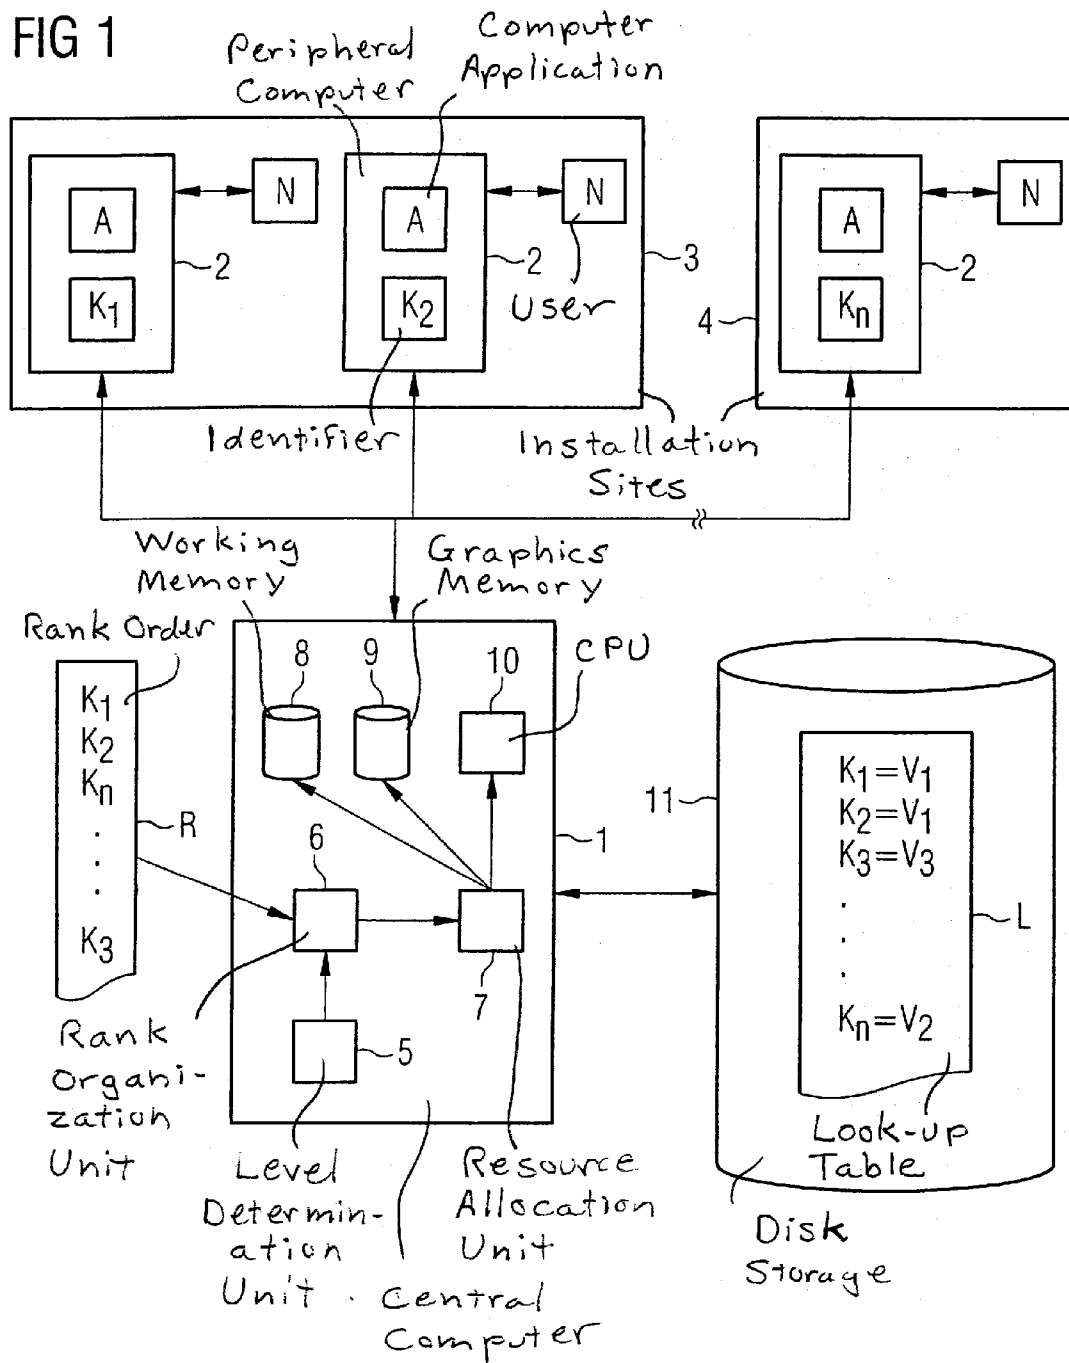 FIG 1
Peripheral
Computer
Computer
Application
A
K1
2
N
A
K2
2
N
User
3
4
A
Kn
2
N
Identifier
Installation
Sites
Working
Memory
Graphics
Memory
Rank Order
K1
K2
Kn
.
.
.
K3
R
8
9
10
CPU
6
7
5
1
11
K1=V1
K2=V1
K3=V3
.
.
.
Kn=V2
L
Look-up
Table
Rank
Organi-
zation
Unit
Level
Determin-
ation
Unit
Resource
Allocation
Unit
Central
Computer
Disk
Storage